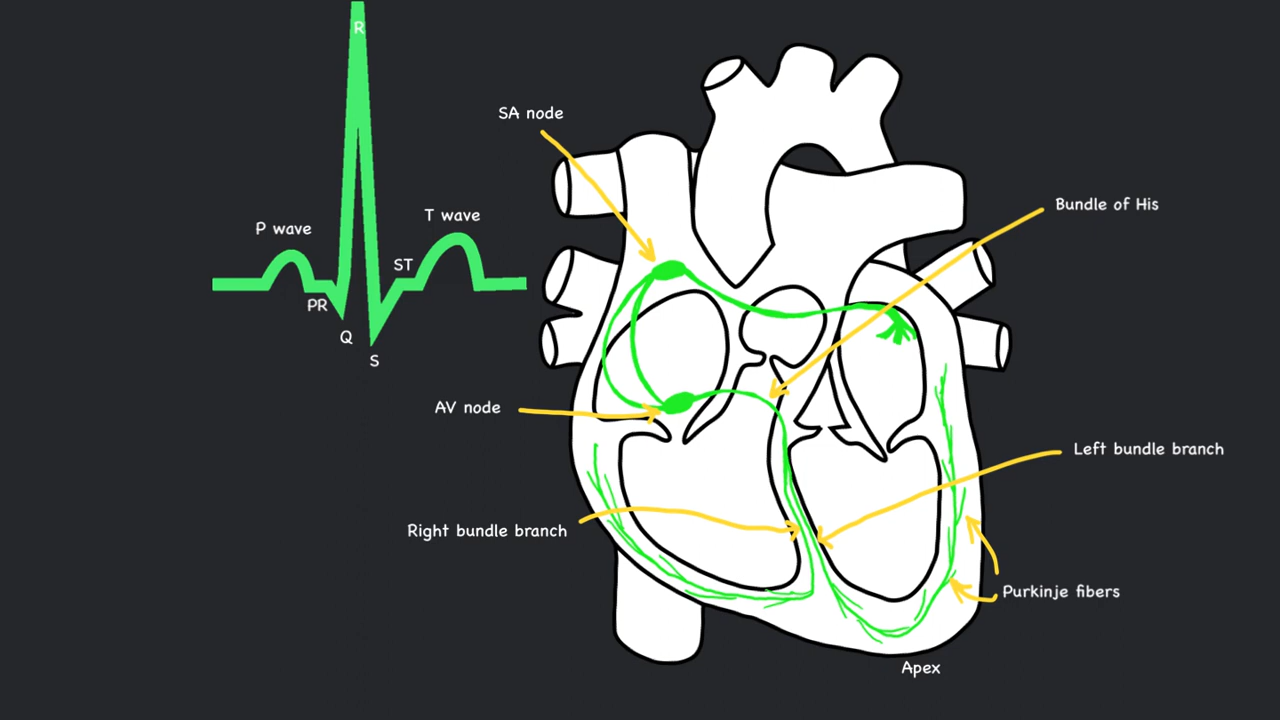 R
SA node
P wave
T wave
ST
PR
Q
S
Bundle of His
AV node
Left bundle branch
Right bundle branch
Purkinje fibers
Apex